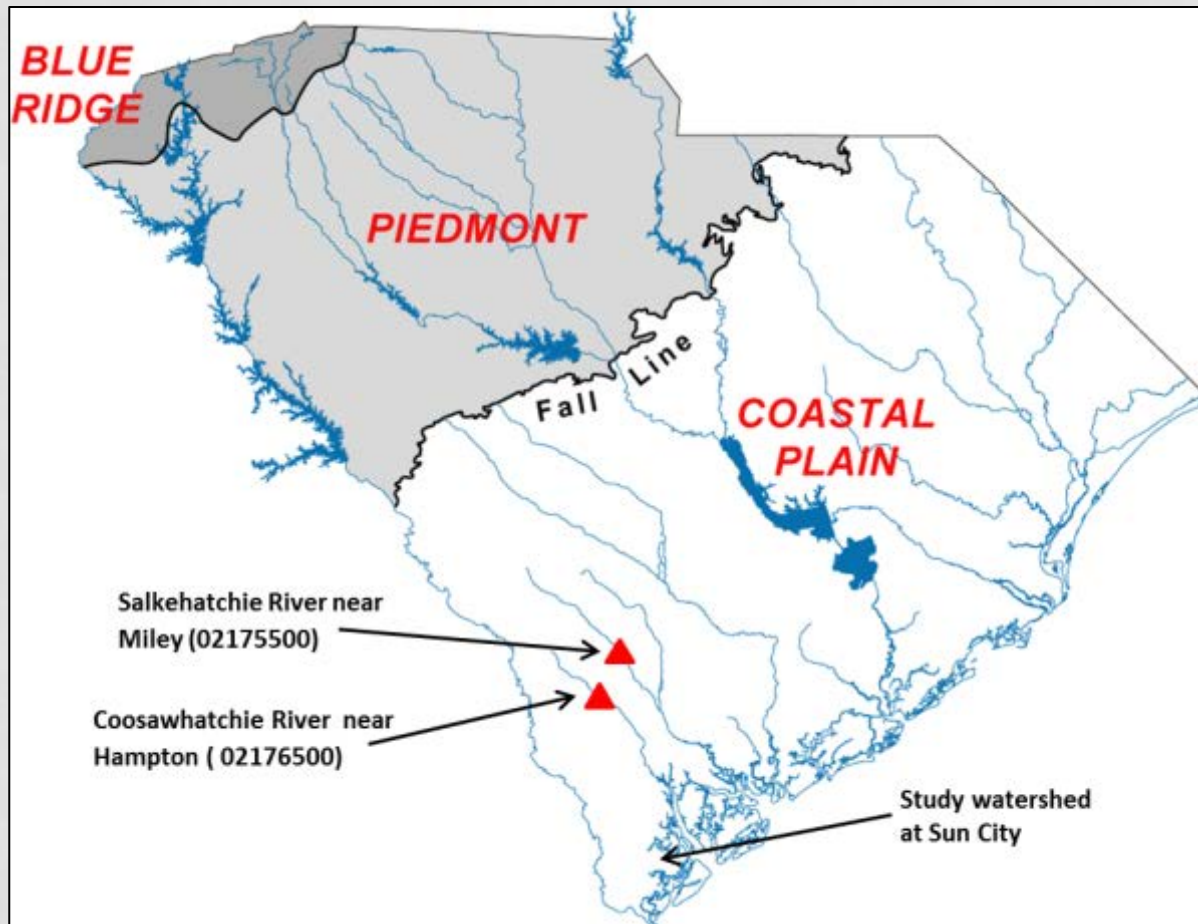 BLUE
RIDGE
PIEDMONT
Fall Line
COASTAL
PLAIN
Salkehatchie River near
Miley (02175500)
Coosawhatchie River near
Hampton ( 02176500)
Study watershed
at Sun City